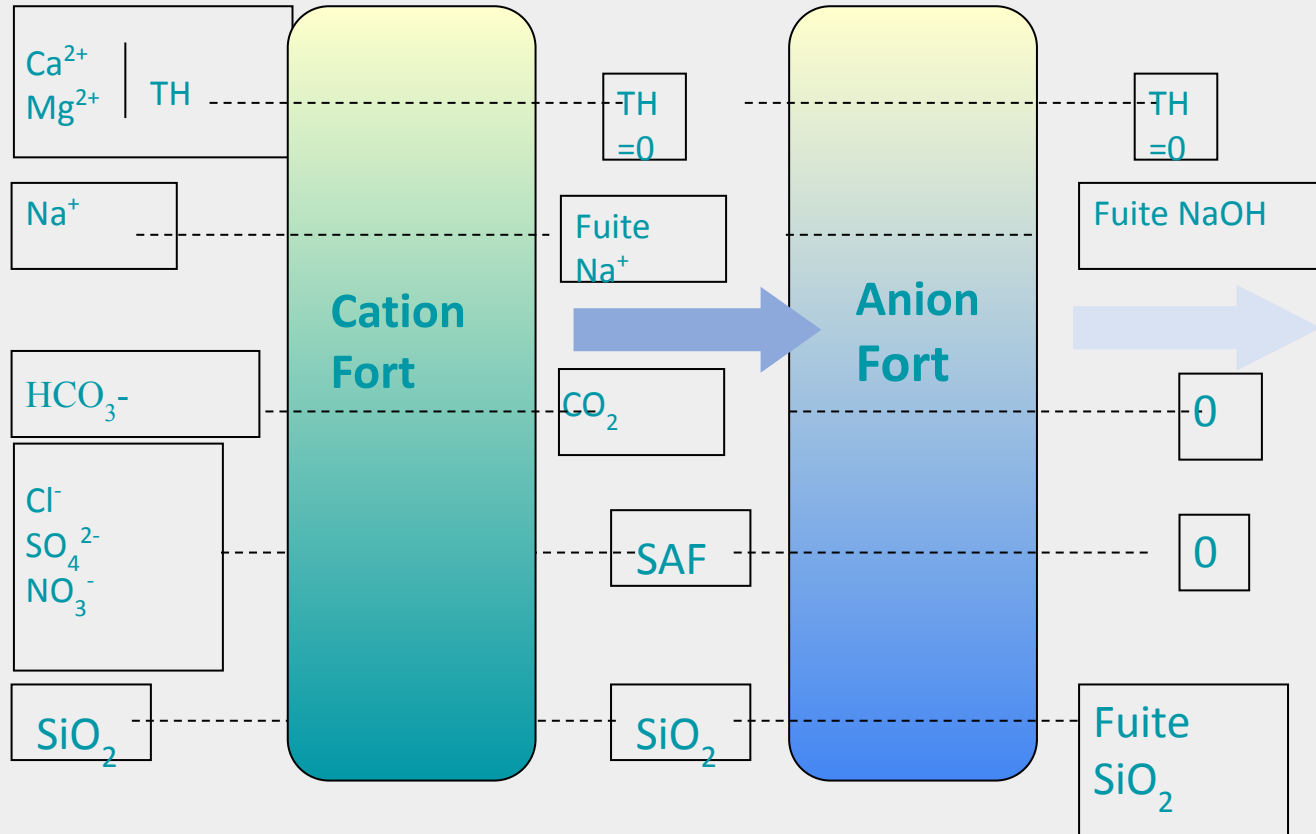 Ca²⁺
Mg²⁺
TH
TH
=0
TH
=0
Na⁺
Fuite
Na⁺
Fuite NaOH
Cation
Fort
Anion
Fort
HCO₃-
CO₂
0
Cl⁻
SO₄²⁻
NO₃⁻
SAF
0
SiO₂
SiO₂
Fuite
SiO₂